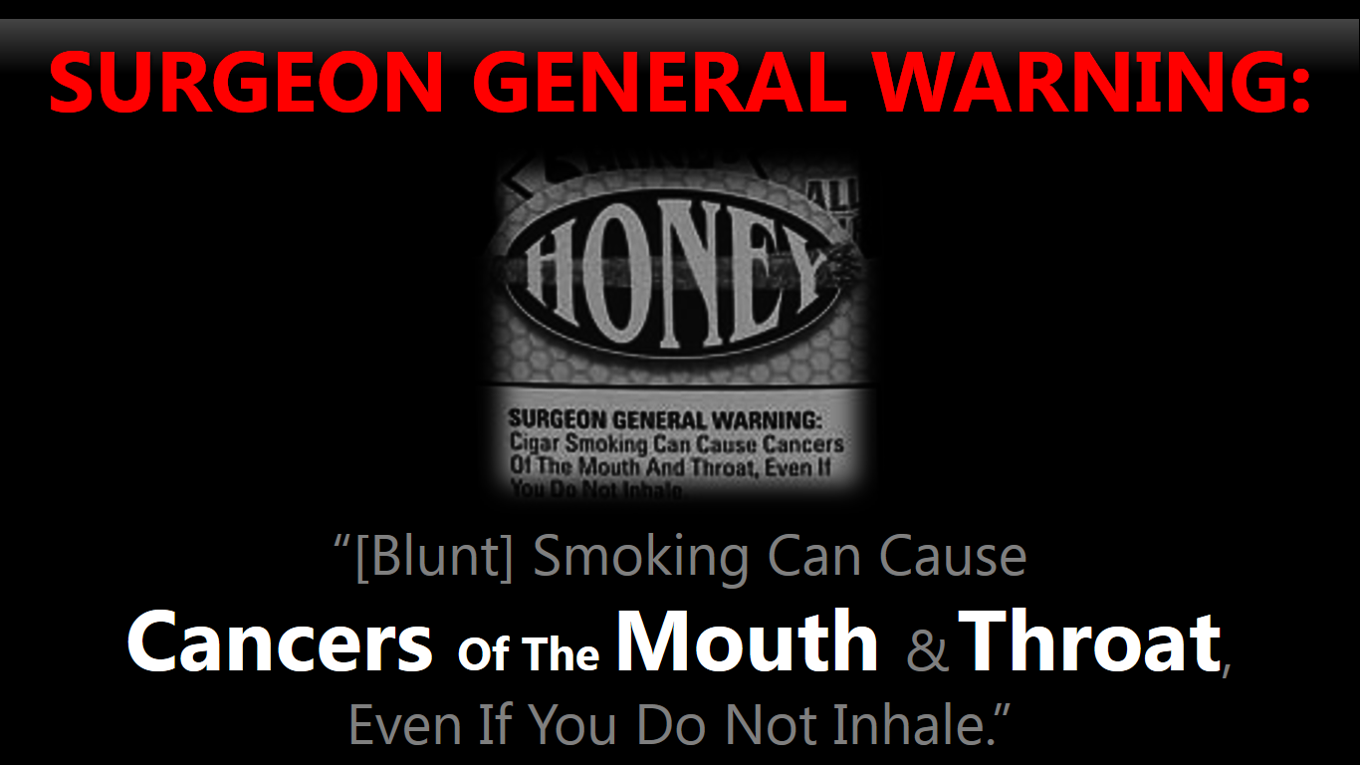 SURGEON GENERAL WARNING:
ALL
HONEY
SURGEON GENERAL WARNING:
Cigar Smoking Can Cause Cancers
Of The Mouth And Throat, Even If
You Do Not Inhale.
“[Blunt] Smoking Can Cause
Cancers Of The Mouth & Throat,
Even If You Do Not Inhale.”